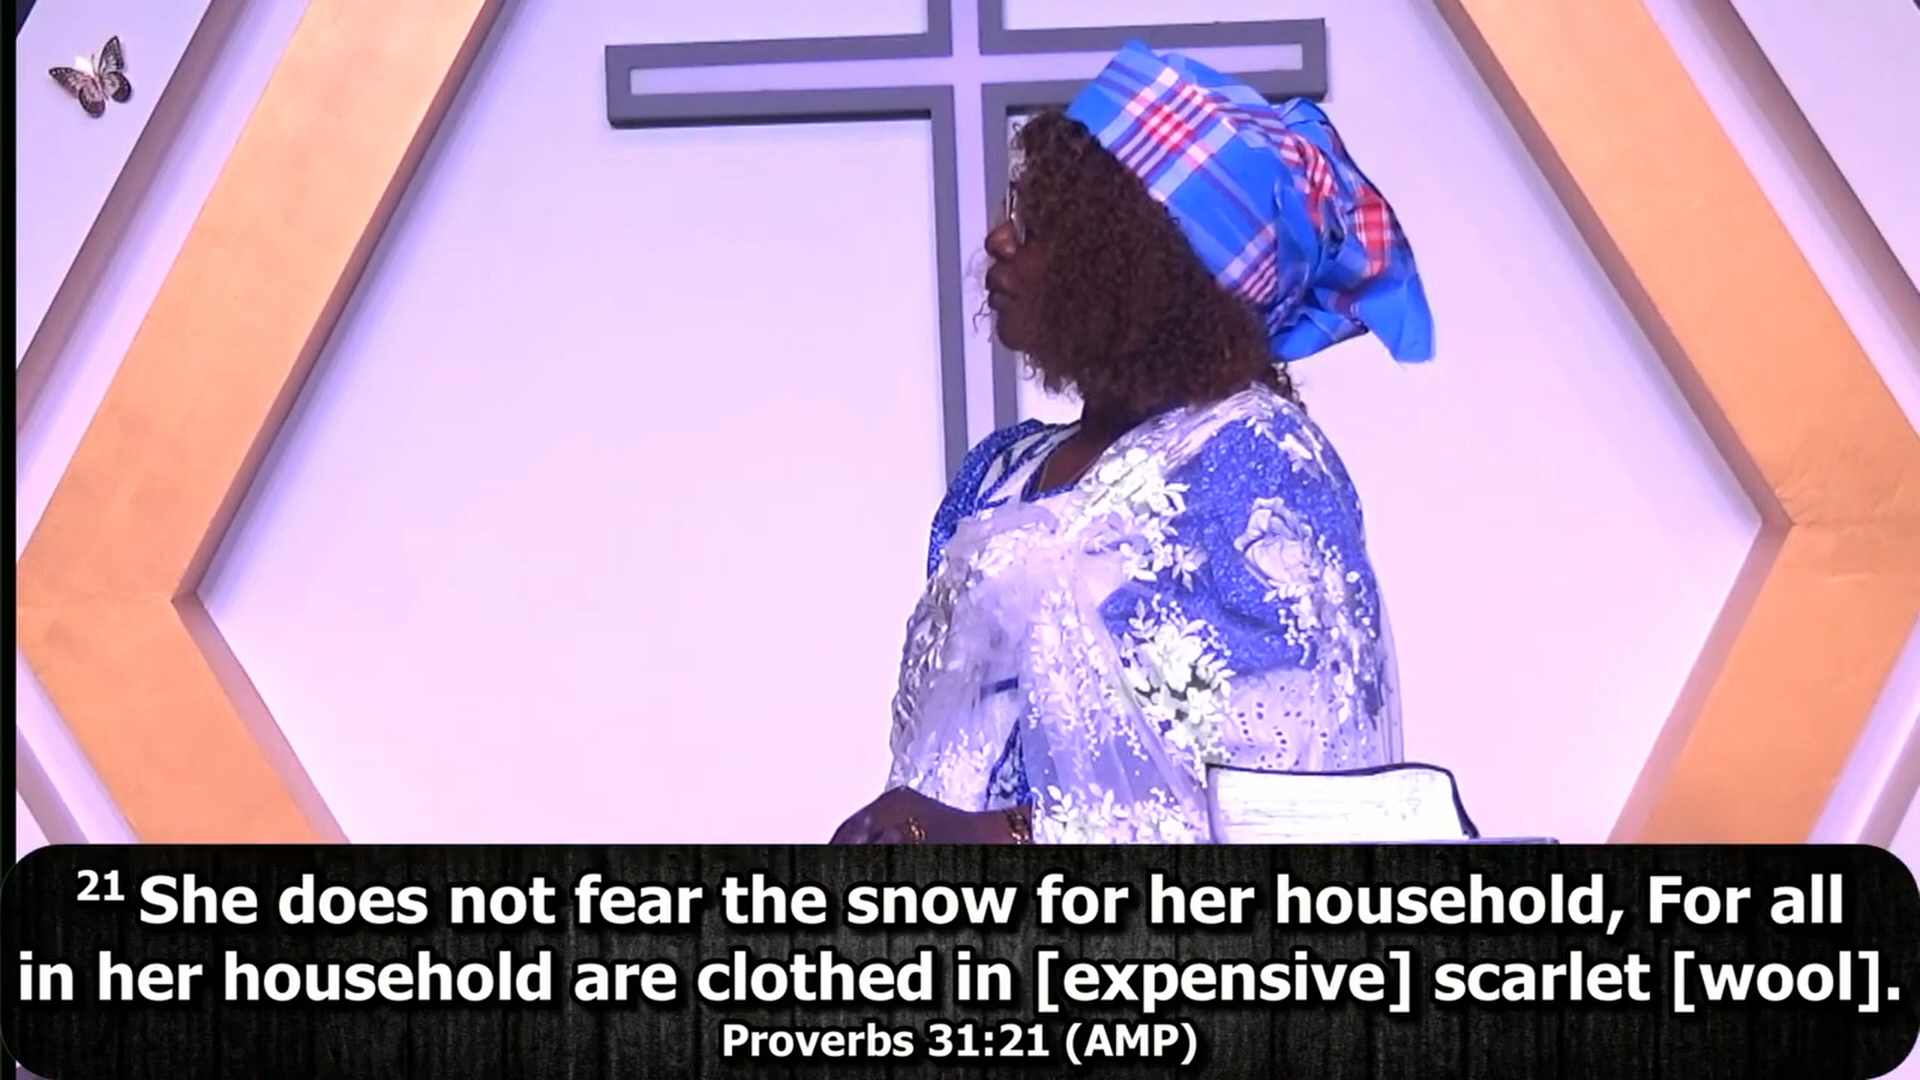 21 She does not fear the snow for her household, For all
in her household are clothed in [expensive] scarlet [wool].
Proverbs 31:21 (AMP)